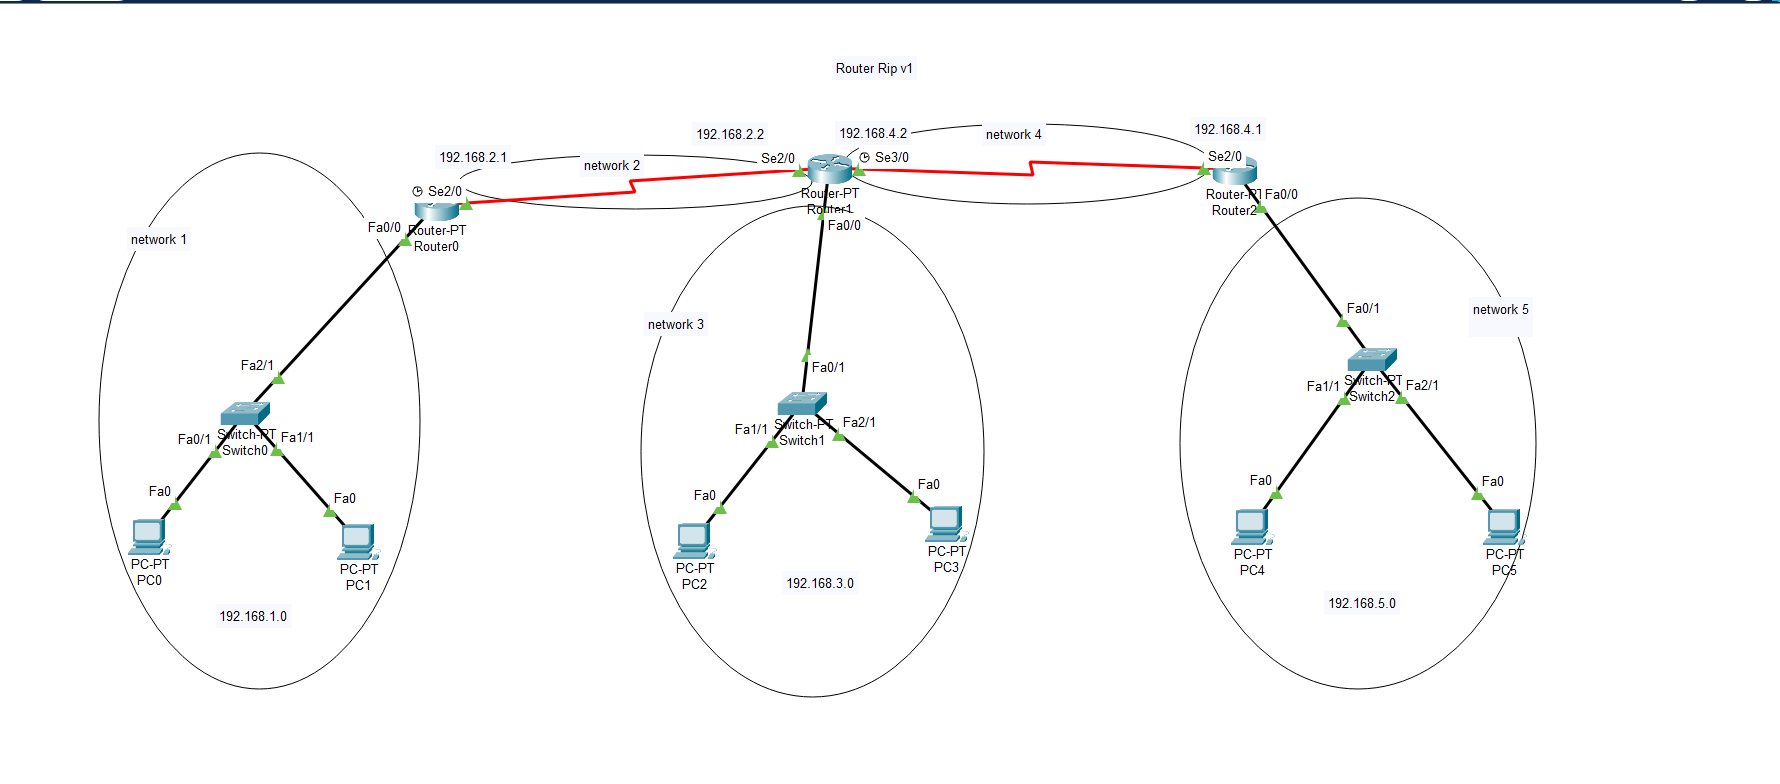 Router Rip v1
192.168.2.2
192.168.4.2
network 4
192.168.4.1
192.168.2.1
network 2
Se2/0
Se3/0
Se2/0
Se2/0
Router-PT
Router1
Router-PT
Router2
Fa0/0
Fa0/0
Router-PT
Router0
Fa0/0
network 1
network 3
network 5
Fa0/1
Fa2/1
Fa0/1
Fa1/1
Switch-PT
Switch2
Fa2/1
Fa0/1
Switch-PT
Switch0
Fa1/1
Fa1/1
Switch-PT
Switch1
Fa2/1
Fa0
Fa0
Fa0
Fa0
Fa0
Fa0
PC-PT
PC0
PC-PT
PC1
PC-PT
PC2
PC-PT
PC3
PC-PT
PC4
PC-PT
PC5
192.168.1.0
192.168.3.0
192.168.5.0